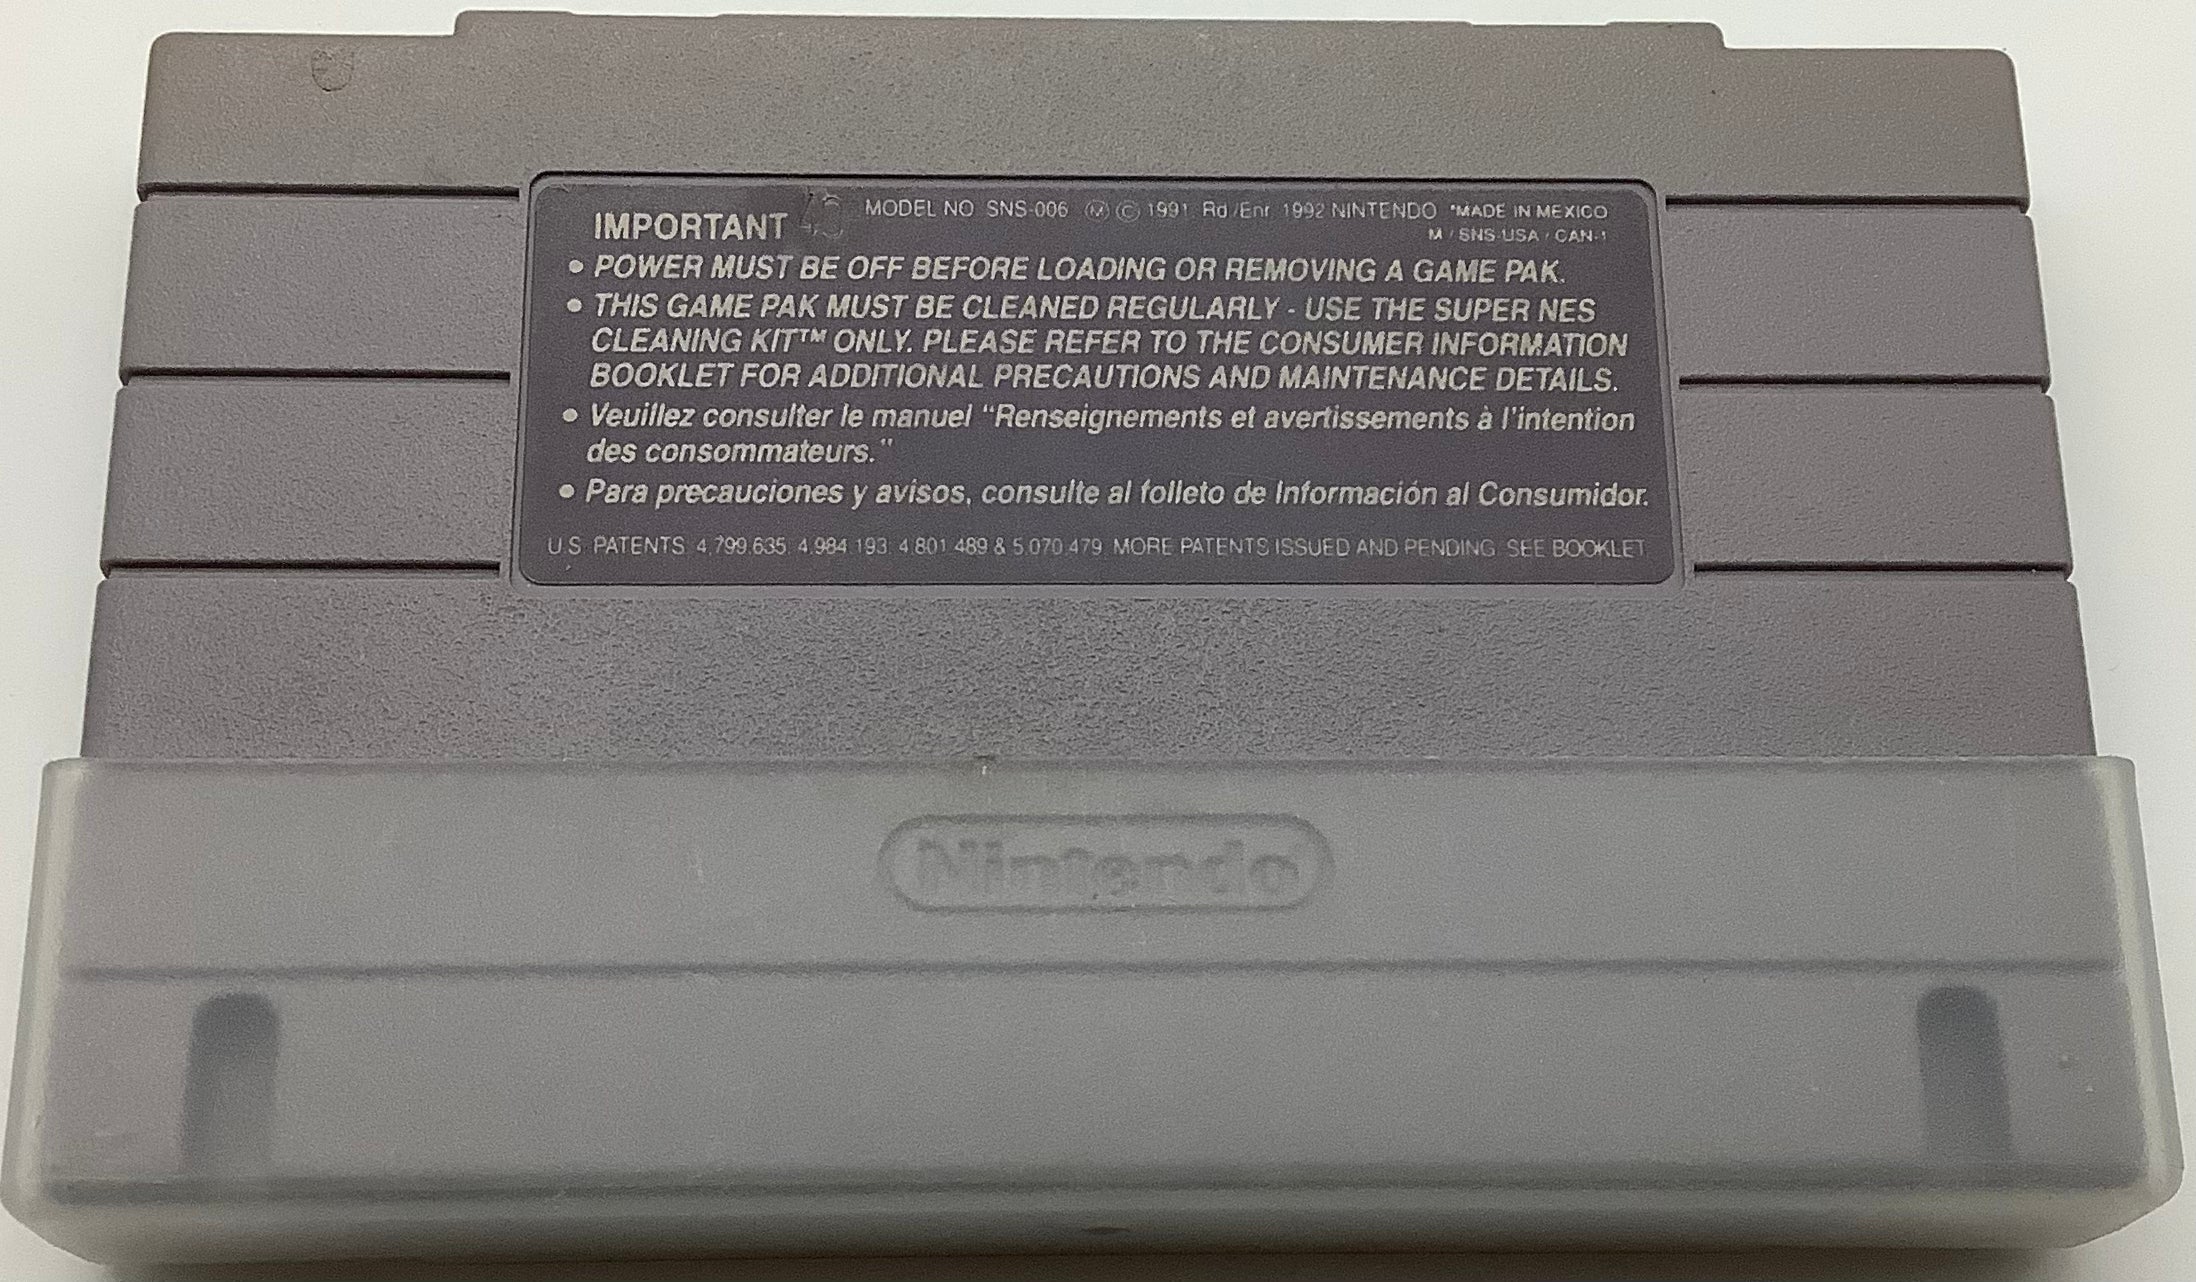 IMPORTANT 43 MODEL NO SNS-006 Ⓜ © 1991, Rd /Enr 1992 NINTENDO *MADE IN MEXICO
M / SNS-USA / CAN-1
• POWER MUST BE OFF BEFORE LOADING OR REMOVING A GAME PAK.
• THIS GAME PAK MUST BE CLEANED REGULARLY - USE THE SUPER NES
CLEANING KIT™ ONLY. PLEASE REFER TO THE CONSUMER INFORMATION
BOOKLET FOR ADDITIONAL PRECAUTIONS AND MAINTENANCE DETAILS.
• Veuillez consulter le manuel “Renseignements et avertissements à l'intention
des consommateurs.”
• Para precauciones y avisos, consulte al folleto de Información al Consumidor.
U.S. PATENTS 4,799,635, 4,984,193, 4,801,489 & 5,070,479. MORE PATENTS ISSUED AND PENDING. SEE BOOKLET
Nintendo